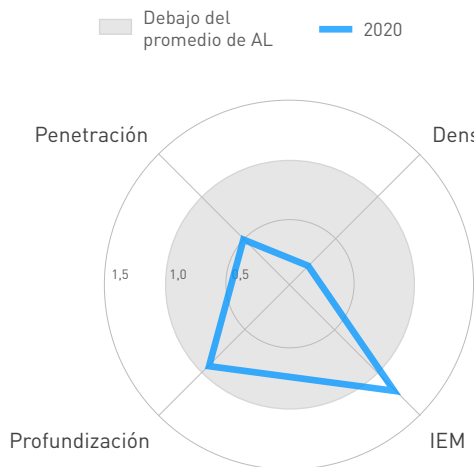 Debajo del
promedio de AL
2020
Penetración
Dens
1,5
1,0
0,5
Profundización
IEM